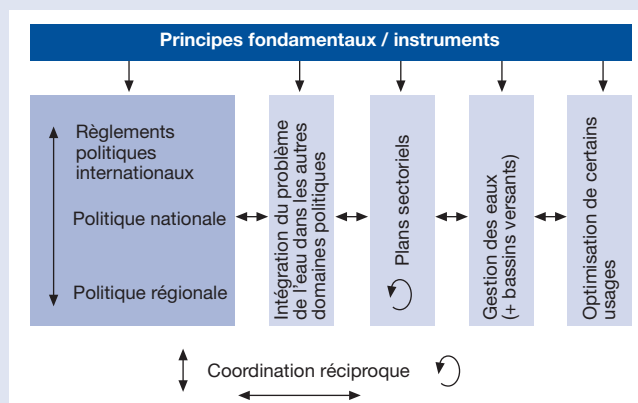 Principes fondamentaux / instruments
Règlements
politiques
internationaux
Politique nationale
Politique régionale
Intégration du problème
de l'eau dans les autres
domaines politiques
Plans sectoriels
Gestion des eaux
(+ bassins versants)
Optimisation de certains
usages
Coordination réciproque